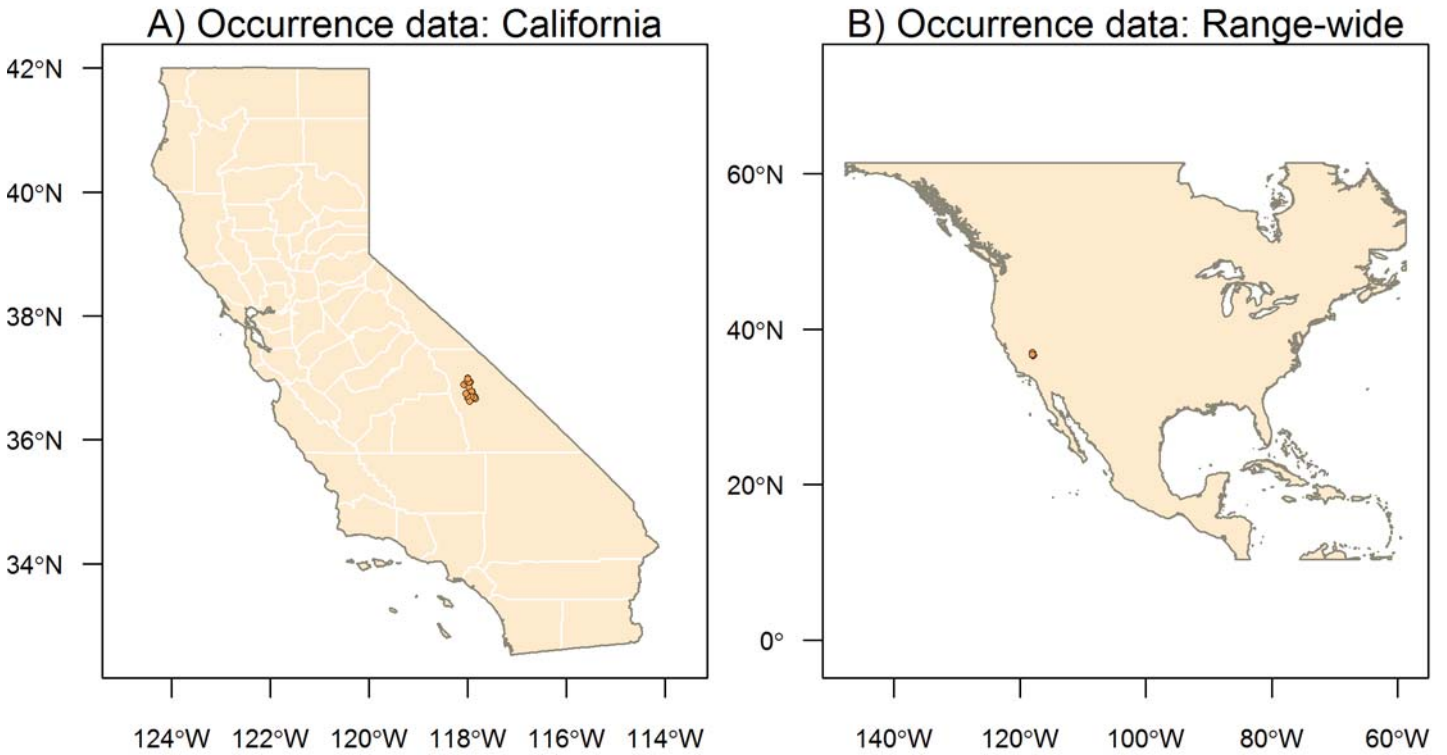 A) Occurrence data: California
42°N
40°N
38°N
36°N
34°N
124°W 122°W 120°W 118°W 116°W 114°W
B) Occurrence data: Range-wide
60°N
40°N
20°N
0°
140°W 120°W 100°W 80°W 60°W